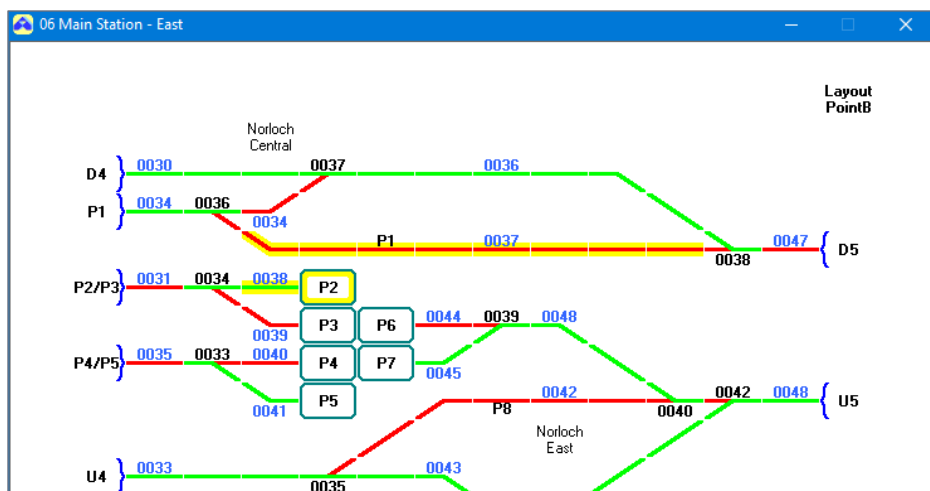 06 Main Station - East
Layout
PointB
Norloch
Central
D4 0030 0037 0036
P1 0034 0036
0034
P1 0037 0047 D5
0038
P2/P3 0031 0034 0038 P2
0039 P3 P6 0044 0039 0048
P4/P5 0035 0033 0040 P4 P7
0045
0041 P5
0042 0042 0048 U5
P8 0040
Norloch
East
U4 0033 0043
0035